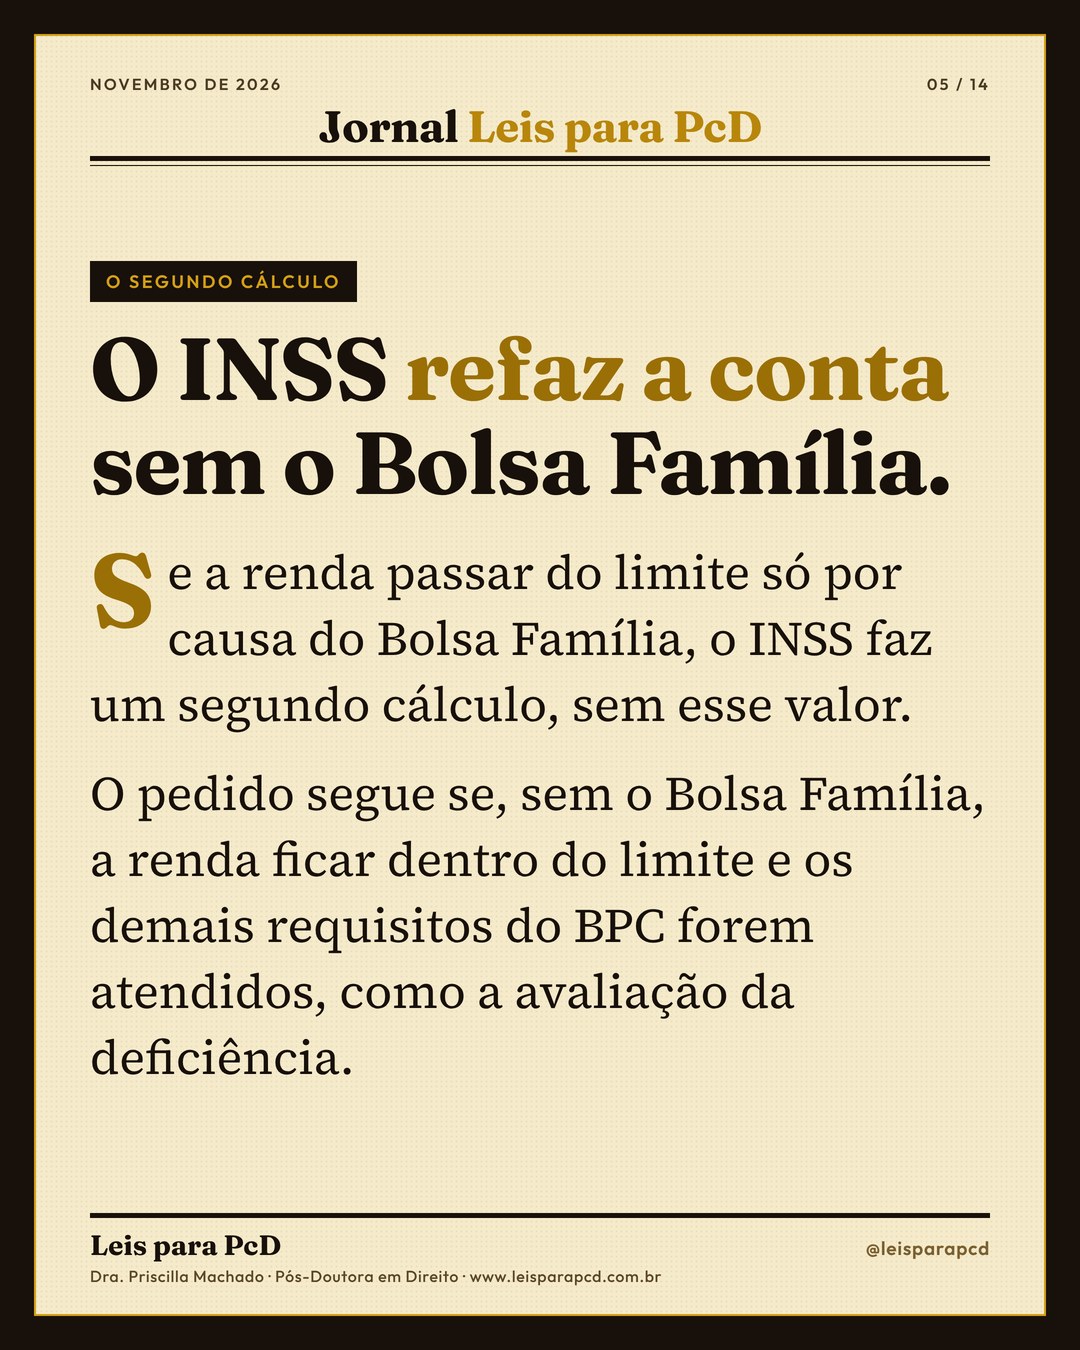 NOVEMBRO DE 2026
05 / 14
Jornal Leis para PcD
O SEGUNDO CÁLCULO
O INSS refaz a conta
sem o Bolsa Família.
Se a renda passar do limite só por
causa do Bolsa Família, o INSS faz
um segundo cálculo, sem esse valor.
O pedido segue se, sem o Bolsa Família,
a renda ficar dentro do limite e os
demais requisitos do BPC forem
atendidos, como a avaliação da
deficiência.
Leis para PcD
@leisparapcd
Dra. Priscilla Machado · Pós-Doutora em Direito · www.leisparapcd.com.br